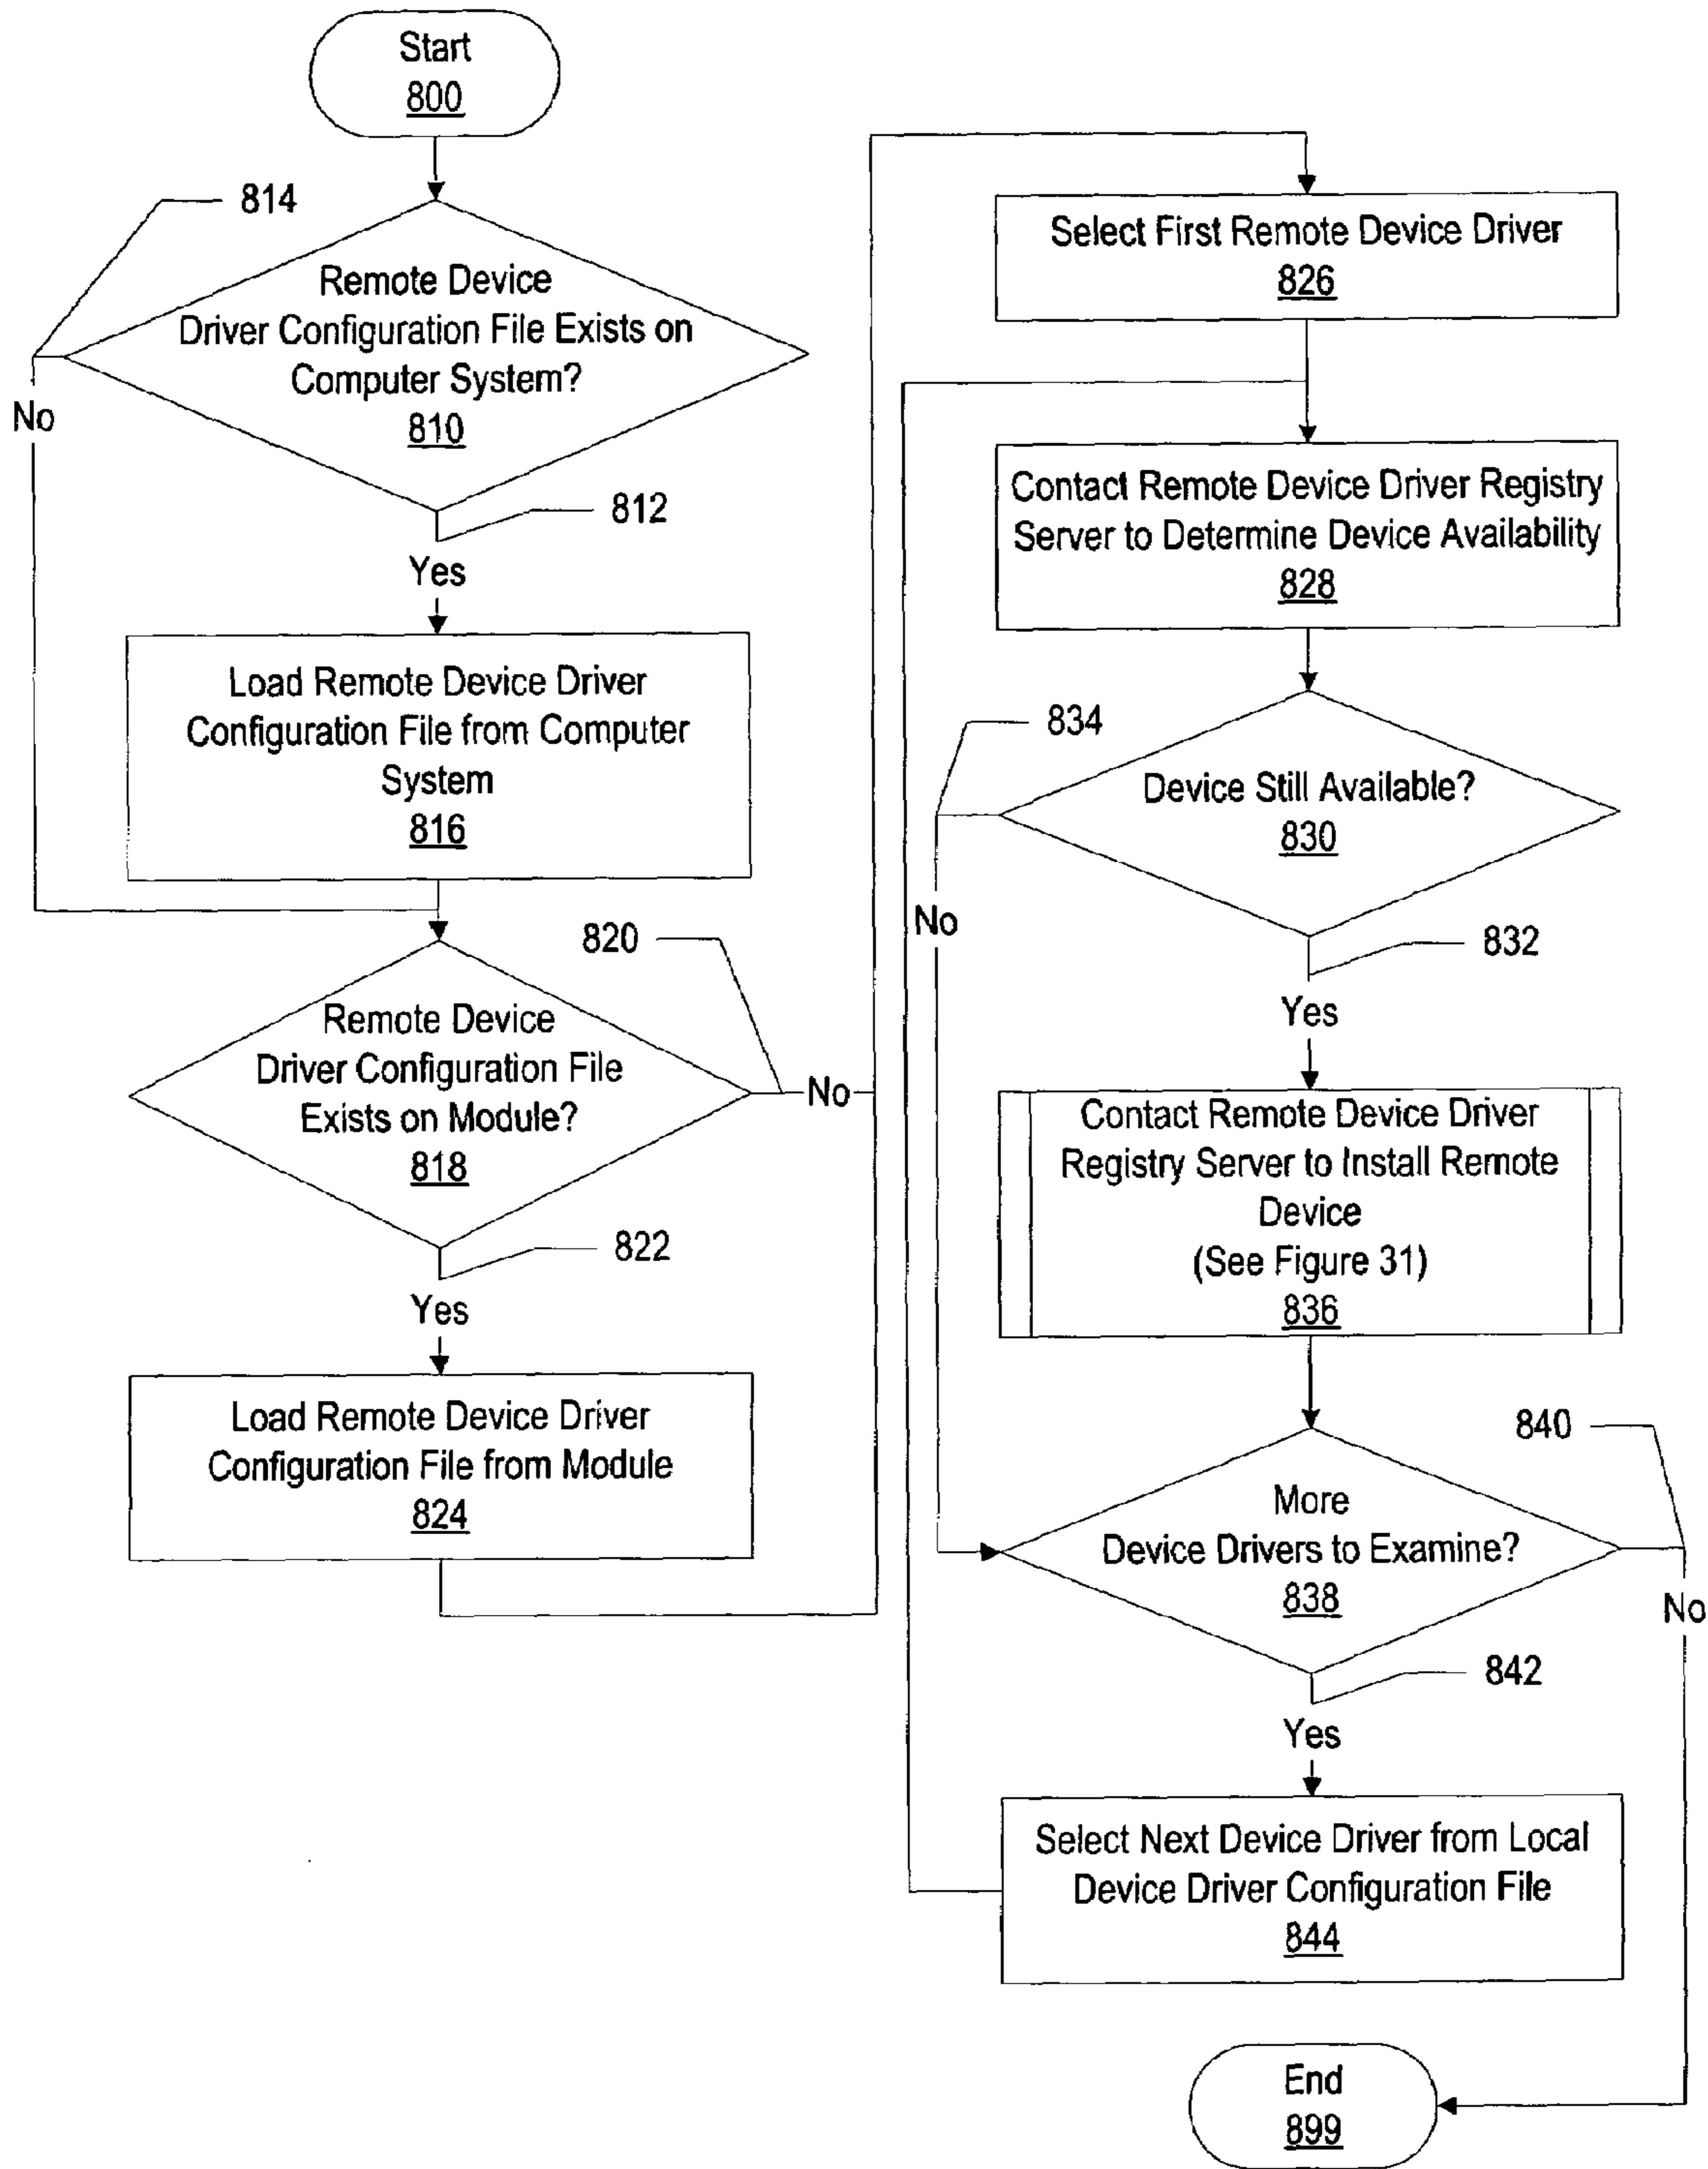 Start
800
814
Remote Device
Driver Configuration File Exists on
Computer System?
810
No
812
Yes
Load Remote Device Driver
Configuration File from Computer
System
816
820
Remote Device
Driver Configuration File
Exists on Module?
818
No
822
Yes
Load Remote Device Driver
Configuration File from Module
824
Select First Remote Device Driver
826
Contact Remote Device Driver Registry
Server to Determine Device Availability
828
834
Device Still Available?
830
No
832
Yes
Contact Remote Device Driver
Registry Server to Install Remote
Device
(See Figure 31)
836
840
More
Device Drivers to Examine?
838
No
842
Yes
Select Next Device Driver from Local
Device Driver Configuration File
844
End
899